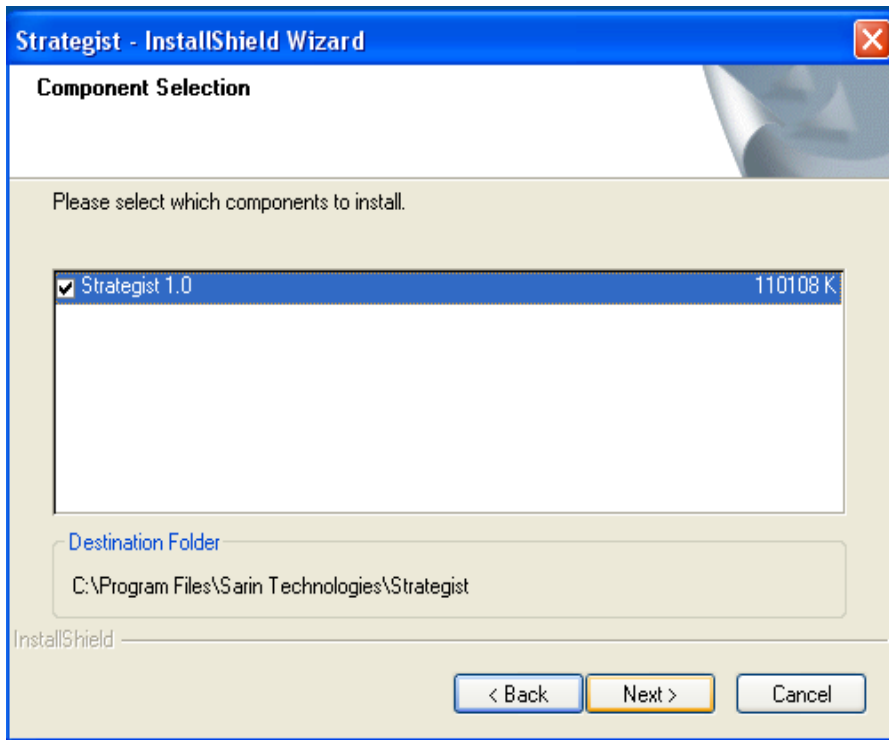 Strategist - InstallShield Wizard
Component Selection
Please select which components to install.
Strategist 1.0 110108 K
Destination Folder
C:\Program Files\Sarin Technologies\Strategist
InstallShield
< Back Next > Cancel